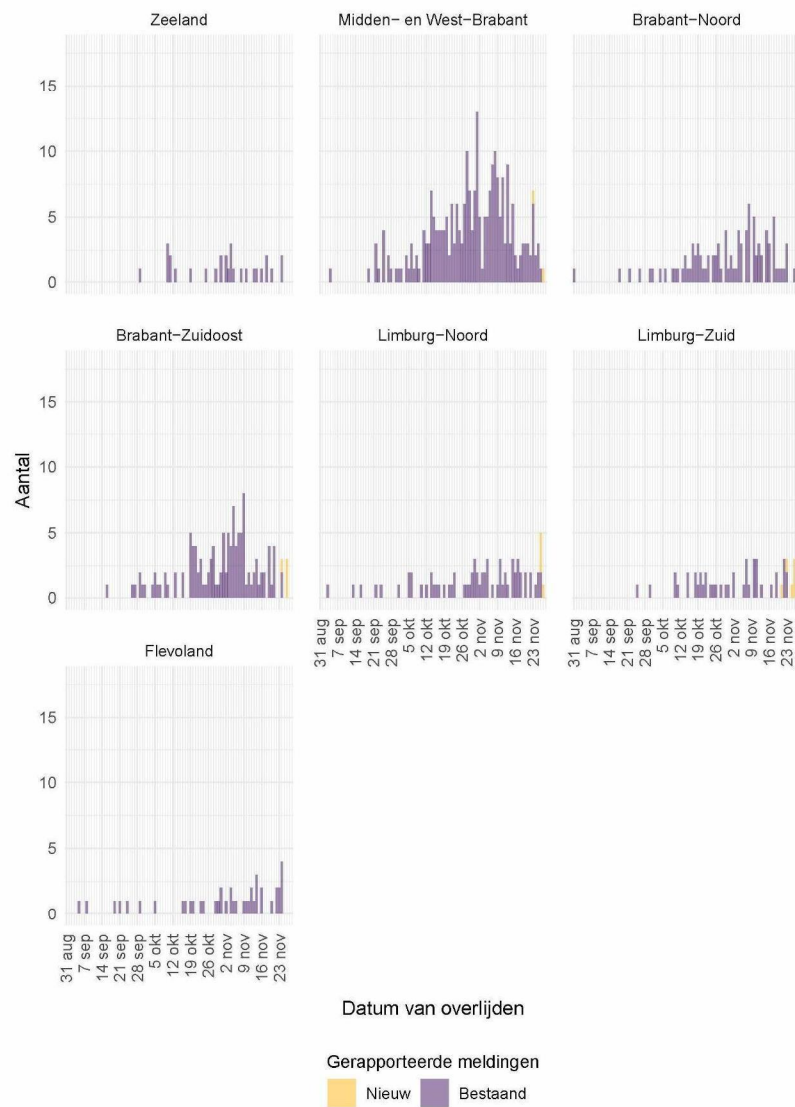 Zeeland
Midden- en West-Brabant
Brabant-Noord
15
10
5
0
Brabant-Zuidoost
Limburg-Noord
Limburg-Zuid
Aantal
15
10
5
0
31 aug
7 sep
14 sep
21 sep
28 sep
5 okt
12 okt
19 okt
26 okt
2 nov
9 nov
16 nov
23 nov
31 aug
7 sep
14 sep
21 sep
28 sep
5 okt
12 okt
19 okt
26 okt
2 nov
9 nov
16 nov
23 nov
Flevoland
15
10
5
0
31 aug
7 sep
14 sep
21 sep
28 sep
5 okt
12 okt
19 okt
26 okt
2 nov
9 nov
16 nov
23 nov
Datum van overlijden
Gerapporteerde meldingen
Nieuw
Bestaand